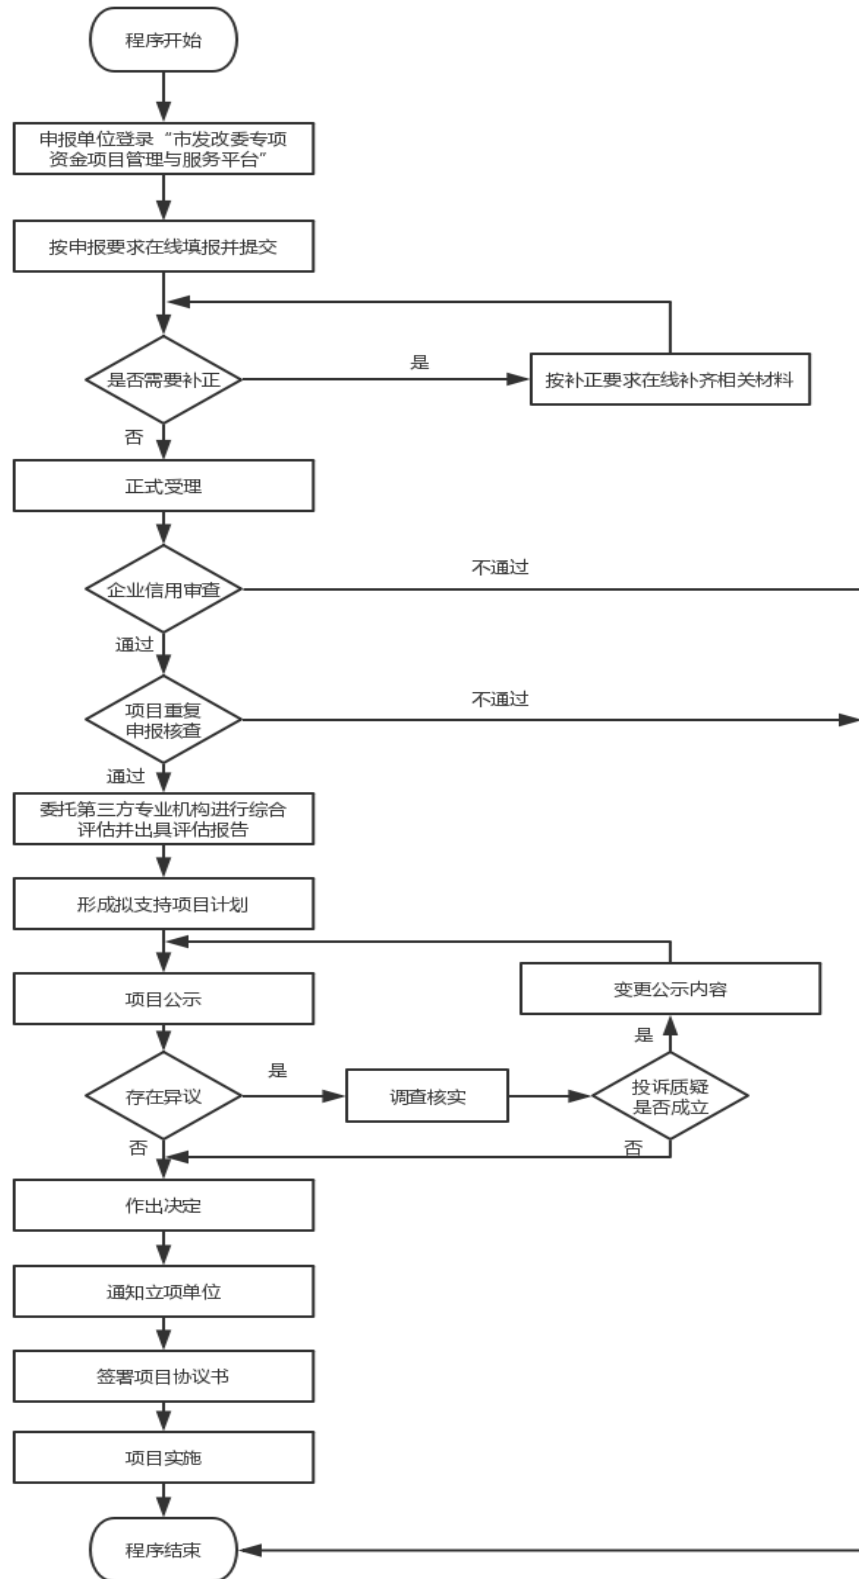 程序开始
申报单位登录“市发改委专项
资金项目管理与服务平台”
按申报要求在线填报并提交
是否需要补正
是
按补正要求在线补齐相关材料
否
正式受理
企业信用审查
不通过
通过
项目重复
申报核查
不通过
通过
委托第三方专业机构进行综合
评估并出具评估报告
形成拟支持项目计划
项目公示
变更公示内容
是
存在异议
是
调查核实
投诉质疑
是否成立
否
否
作出决定
通知立项单位
签署项目协议书
项目实施
程序结束